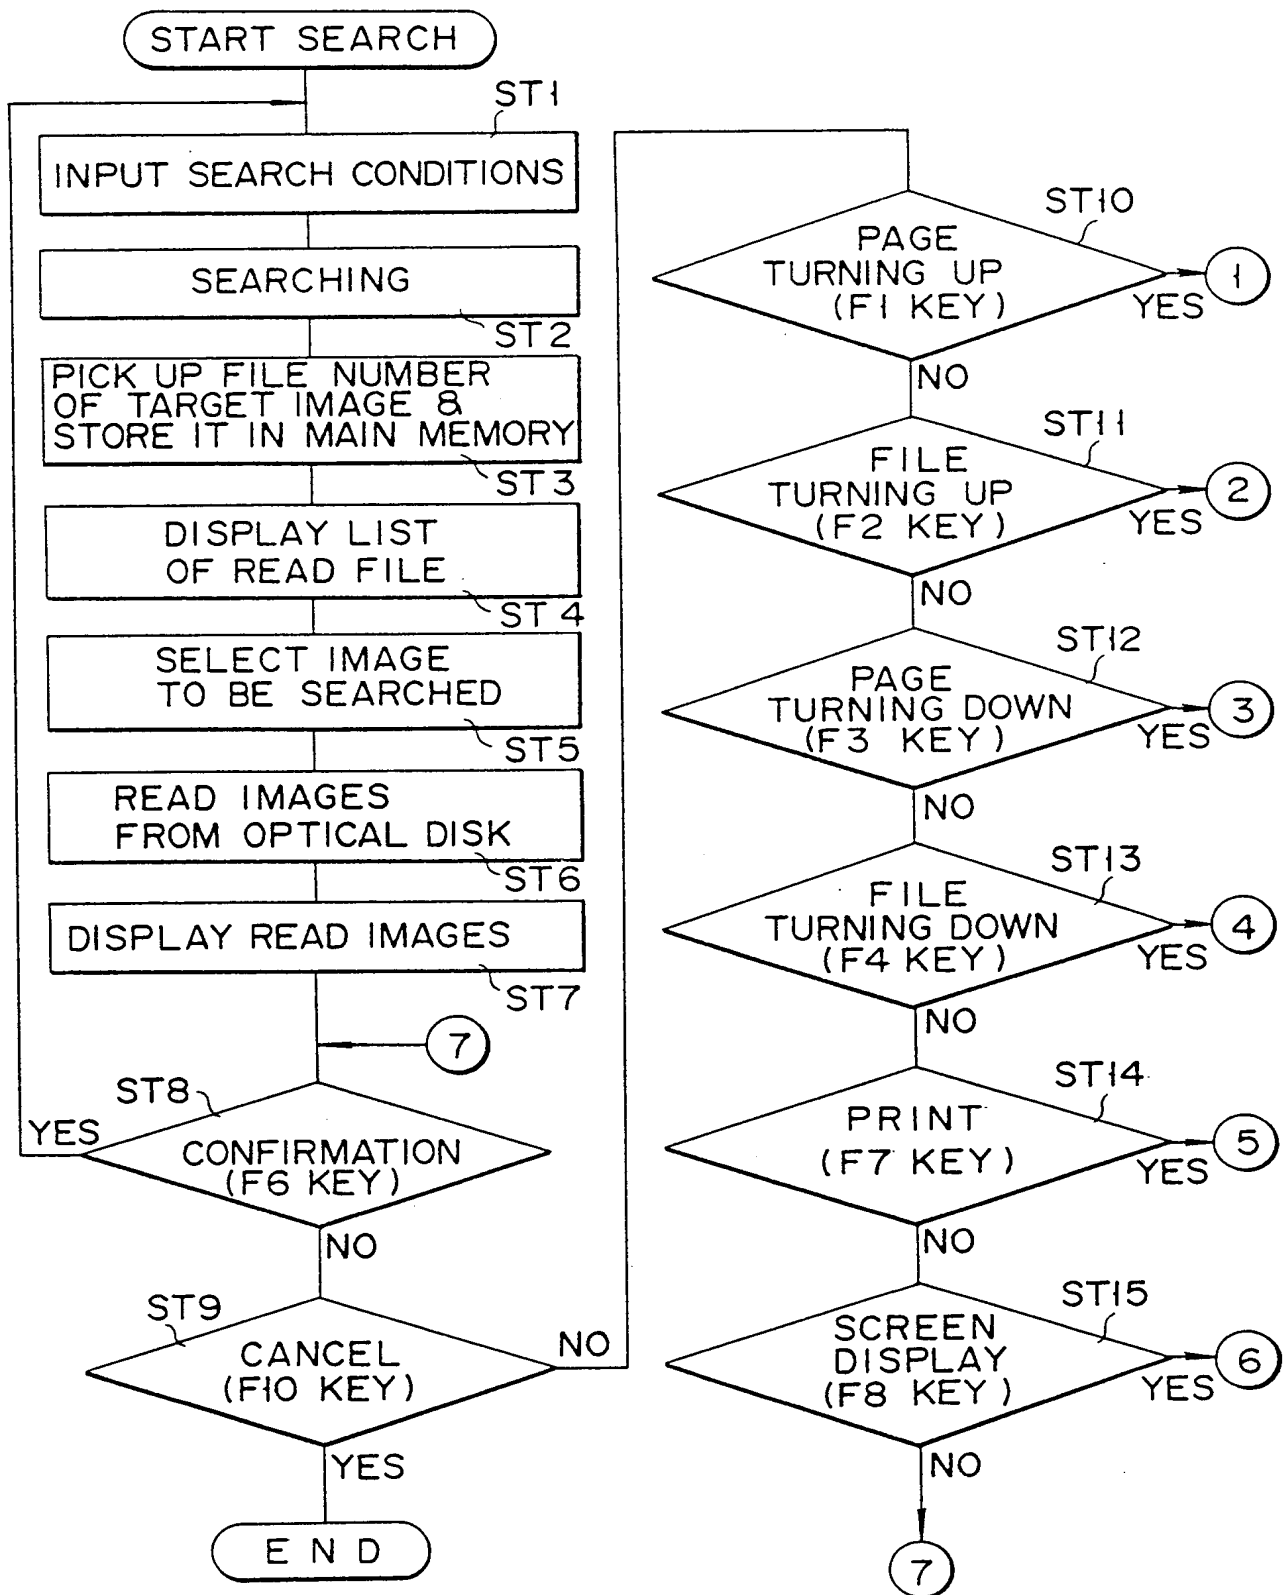 START SEARCH
ST1
INPUT SEARCH CONDITIONS
SEARCHING
ST2
PICK UP FILE NUMBER
OF TARGET IMAGE &
STORE IT IN MAIN MEMORY
ST3
DISPLAY LIST
OF READ FILE
ST4
SELECT IMAGE
TO BE SEARCHED
ST5
READ IMAGES
FROM OPTICAL DISK
ST6
DISPLAY READ IMAGES
ST7
7
ST8
YES
CONFIRMATION
(F6 KEY)
NO
ST9
CANCEL
(F10 KEY)
NO
YES
END
ST10
PAGE
TURNING UP
(F1 KEY)
YES
1
NO
ST11
FILE
TURNING UP
(F2 KEY)
YES
2
NO
ST12
PAGE
TURNING DOWN
(F3 KEY)
YES
3
NO
ST13
FILE
TURNING DOWN
(F4 KEY)
YES
4
NO
ST14
PRINT
(F7 KEY)
YES
5
NO
ST15
SCREEN
DISPLAY
(F8 KEY)
YES
6
NO
7